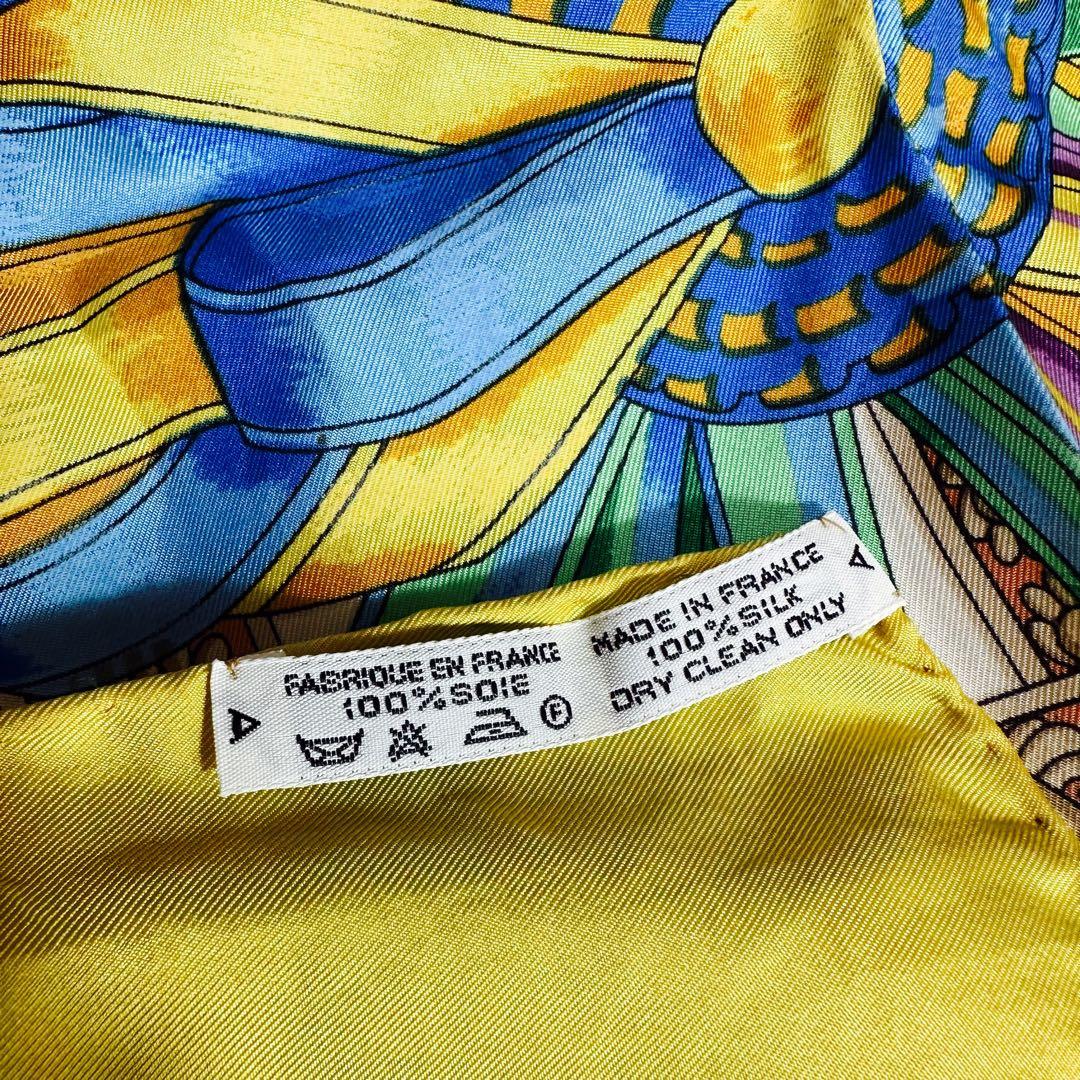 FABRIQUE EN FRANCE
100%SOIE
A
F
MADE IN FRANCE
100%SILK
DRY CLEAN ONLY
A